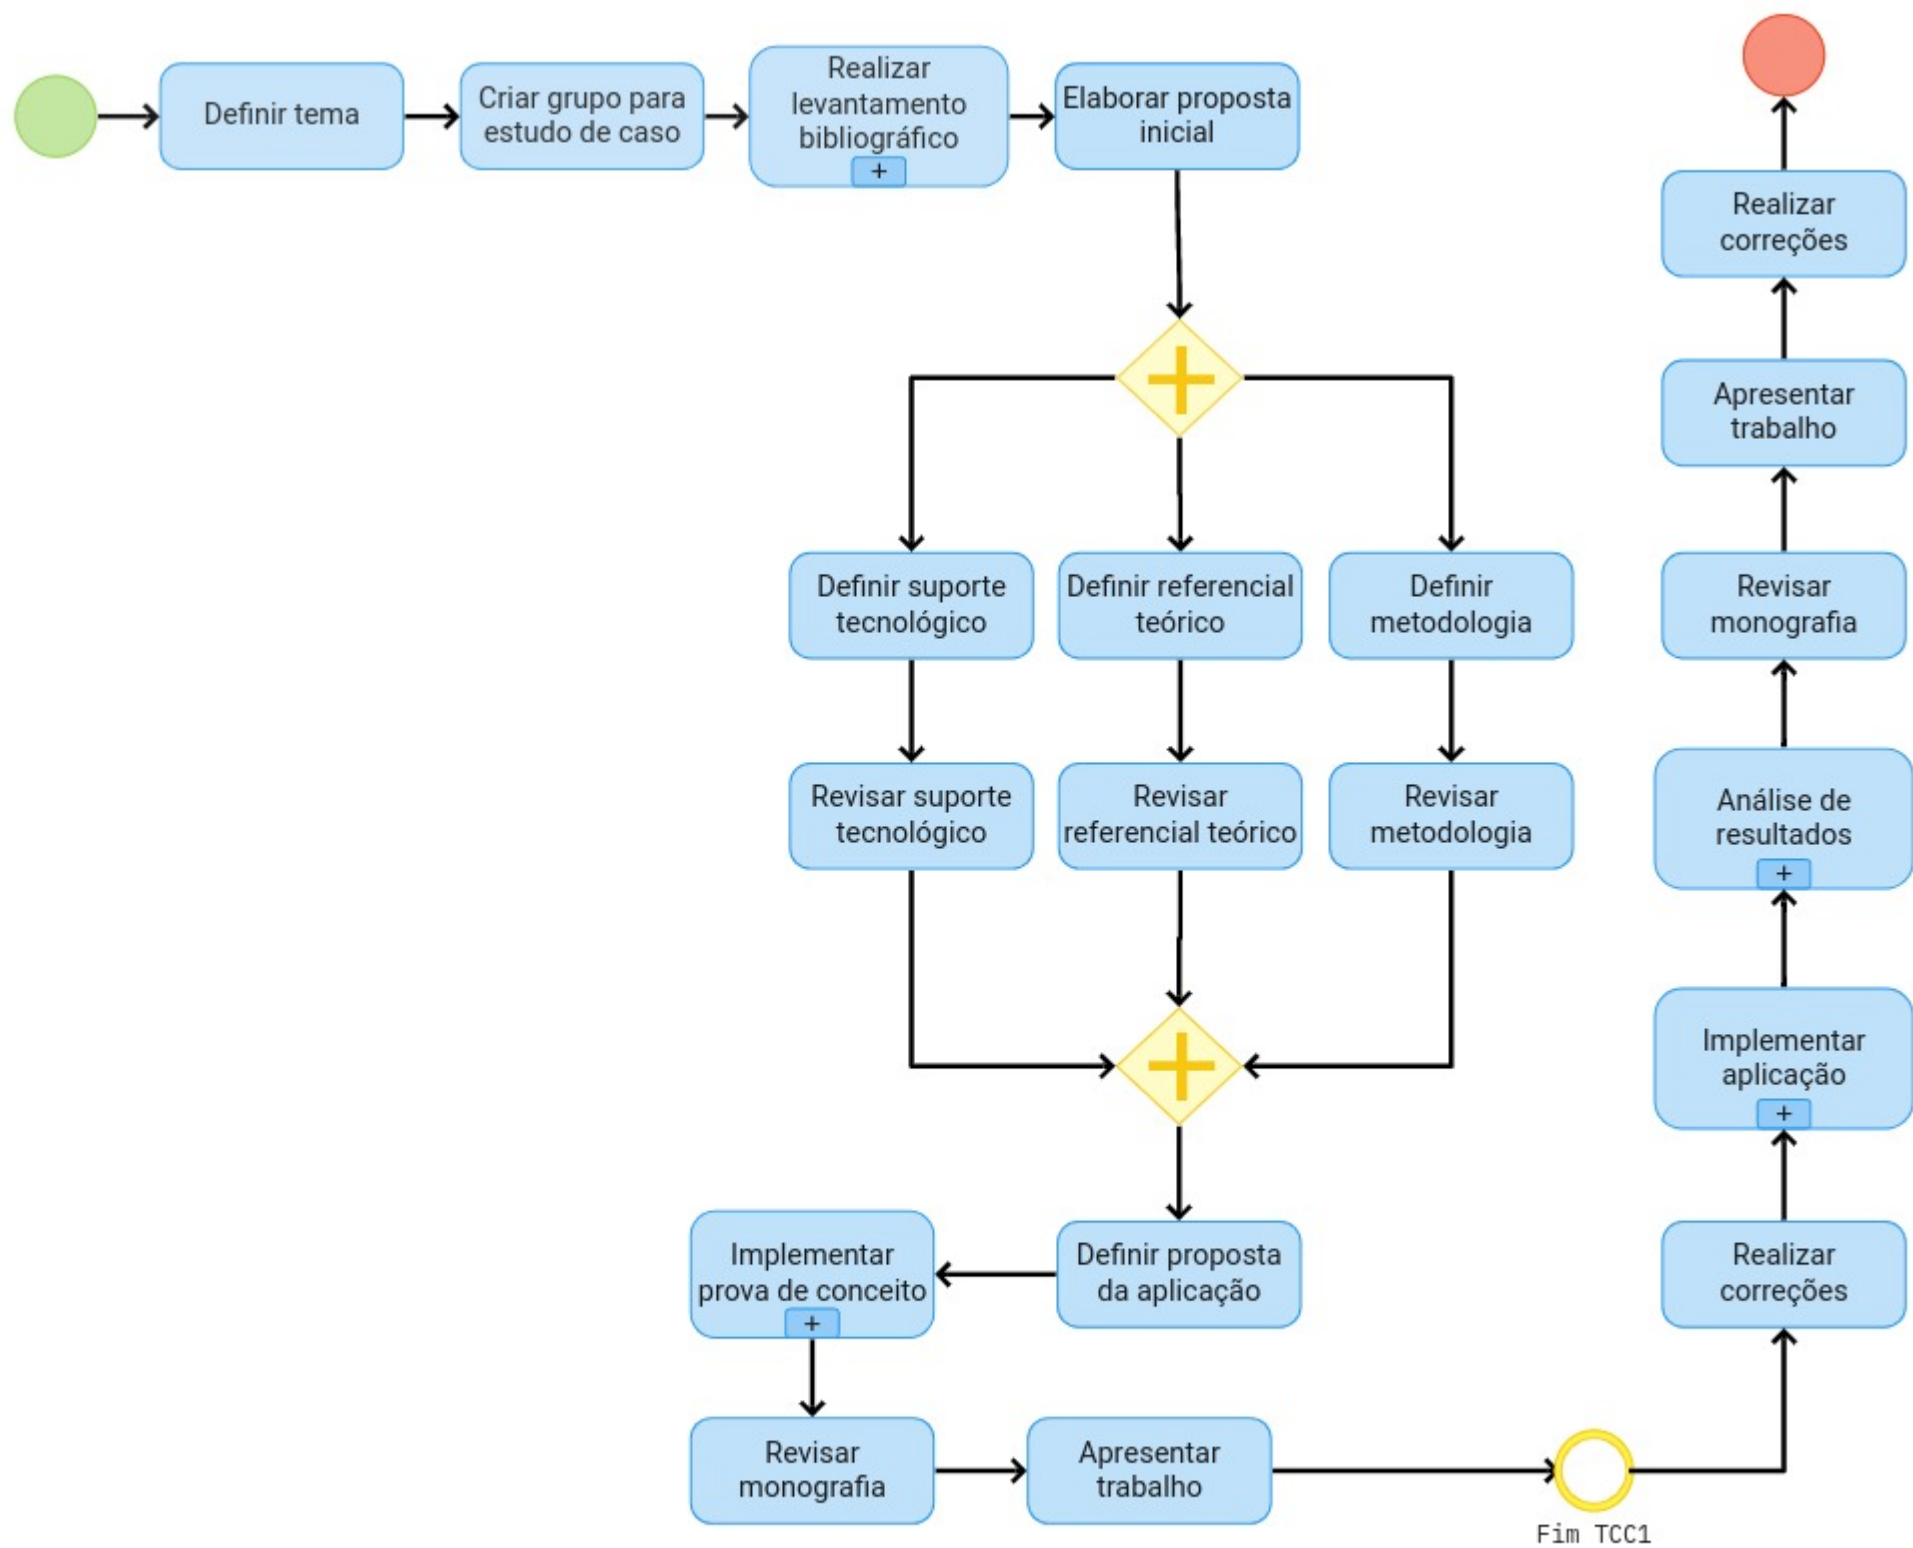 Definir tema
Criar grupo para
estudo de caso
Realizar
levantamento
bibliográfico
+
Elaborar proposta
inicial
Definir suporte
tecnológico
Definir referencial
teórico
Definir
metodologia
Revisar suporte
tecnológico
Revisar
referencial teórico
Revisar
metodologia
Definir proposta
da aplicação
Implementar
prova de conceito
+
Revisar
monografia
Apresentar
trabalho
Fim TCC1
Realizar
correções
Implementar
aplicação
+
Análise de
resultados
+
Revisar
monografia
Apresentar
trabalho
Realizar
correções